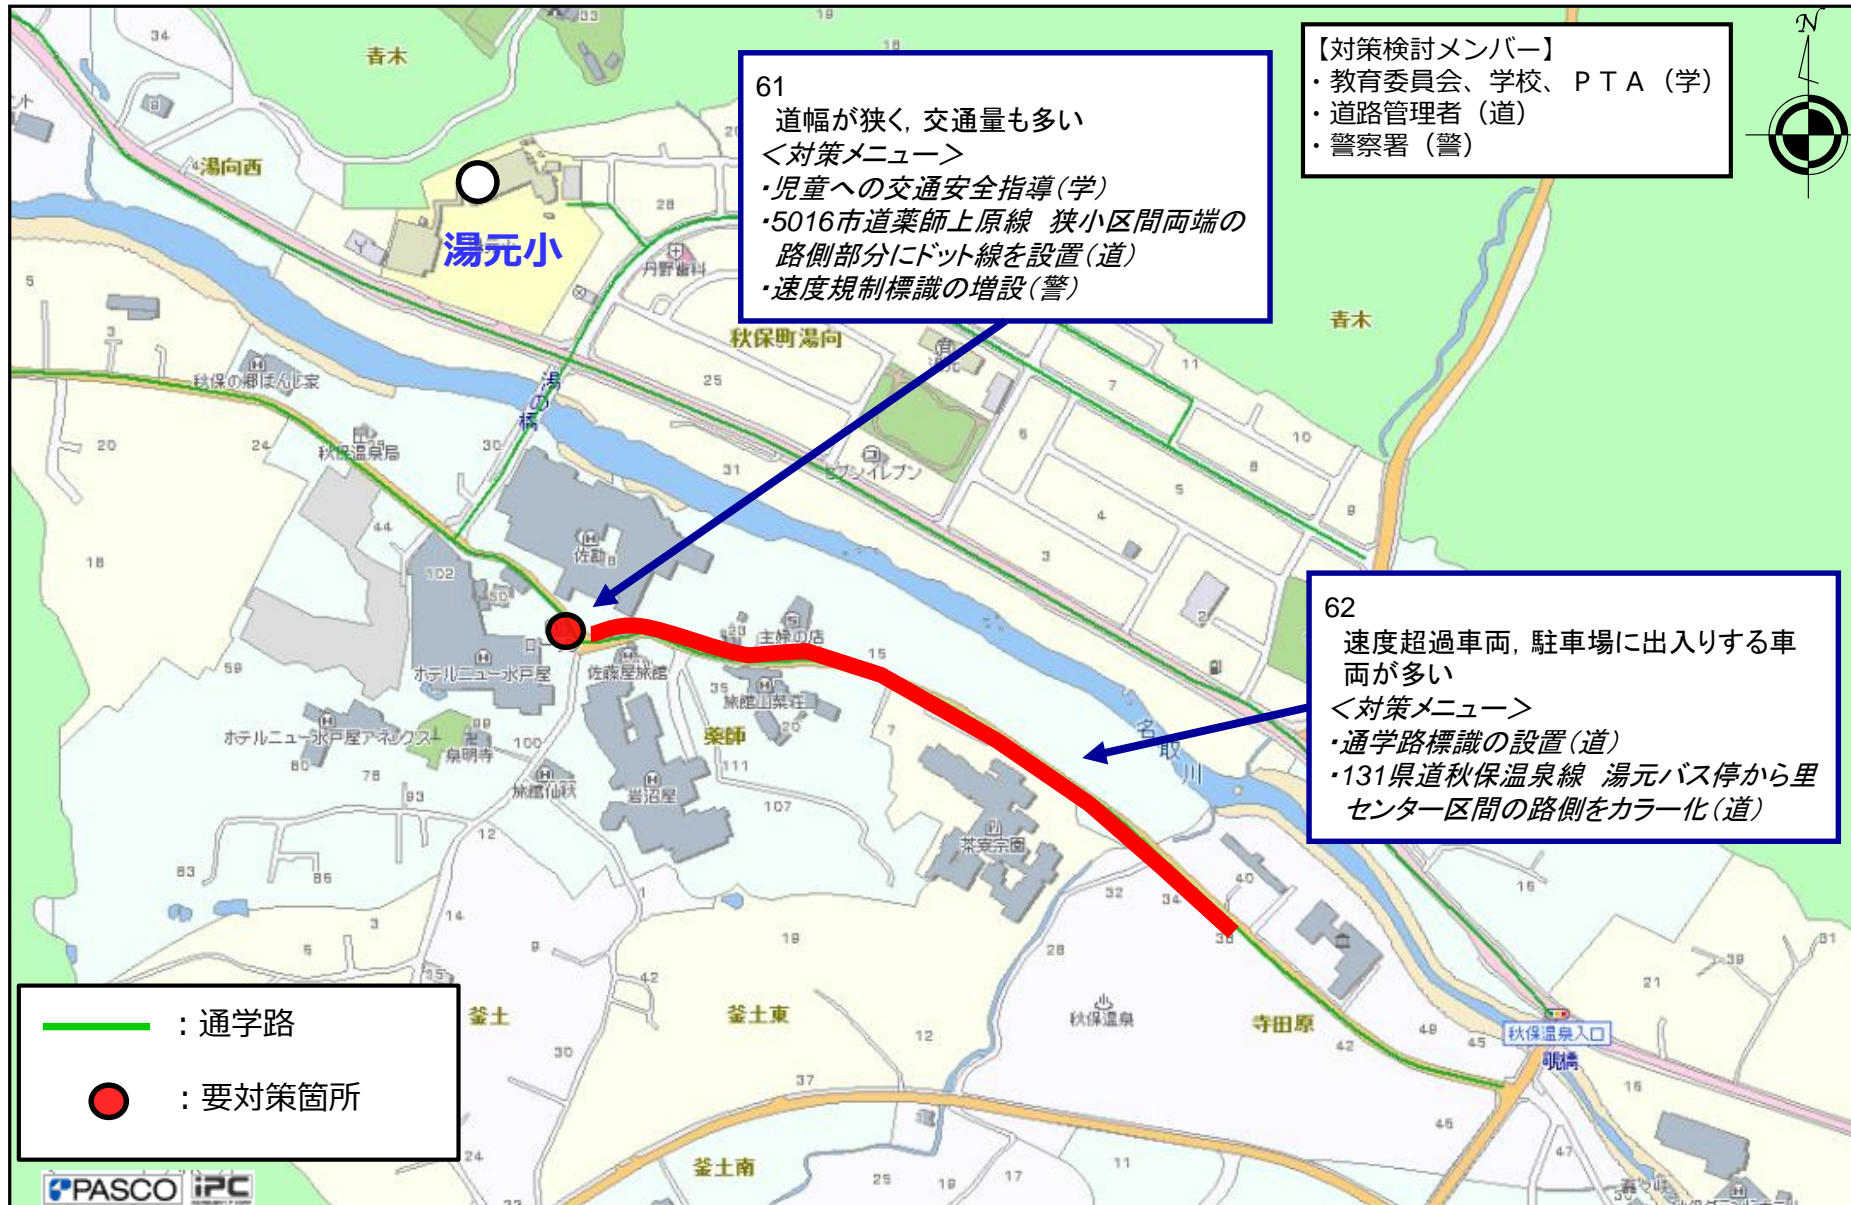 【対策検討メンバー】
・教育委員会、学校、ＰＴＡ（学）
・道路管理者（道）
・警察署（警）
N
61
道幅が狭く，交通量も多い
＜対策メニュー＞
・児童への交通安全指導（学）
・5016市道薬師上原線 狭小区間両端の
路側部分にドット線を設置（道）
・速度規制標識の増設（警）
62
速度超過車両，駐車場に出入りする車
両が多い
＜対策メニュー＞
・通学路標識の設置（道）
・131県道秋保温泉線 湯元バス停から里
センター区間の路側をカラー化（道）
青木
湯向西
湯元小
丹野歯科
秋保町湯向
青木
秋保の郷ばんじ家
湯の橋
秋保温泉局
セブンイレブン
佐勘
主婦の店
ホテルニュー水戸屋
佐藤屋旅館
旅館山菜荘
薬師
名取川
ホテルニュー水戸屋アネックス
泉明寺
旅館仙秋
岩沼屋
茶寮宗園
釜土
釜土東
秋保温泉
寺田原
秋保温泉入口
覗橋
釜土南
：通学路
：要対策箇所
PASCO iPC